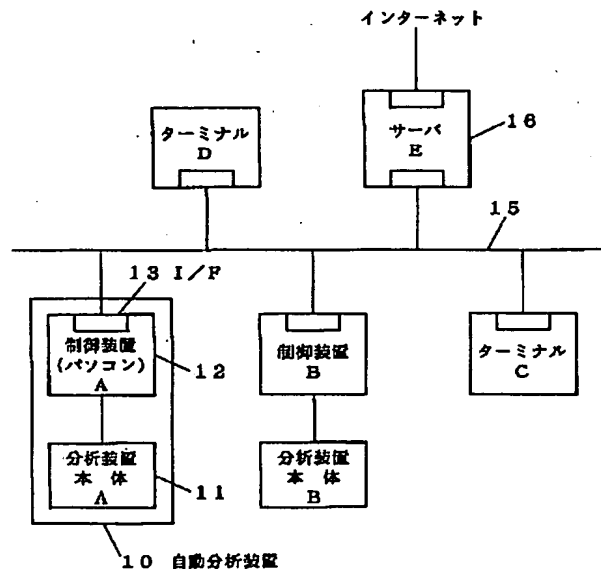 インターネット
ターミナル
D
サーバ
E
16
15
13 I/F
制御装置
(パソコン)
A
12
制御装置
B
ターミナル
C
分析装置
本 体
A
11
分析装置
本 体
B
10 自動分析装置